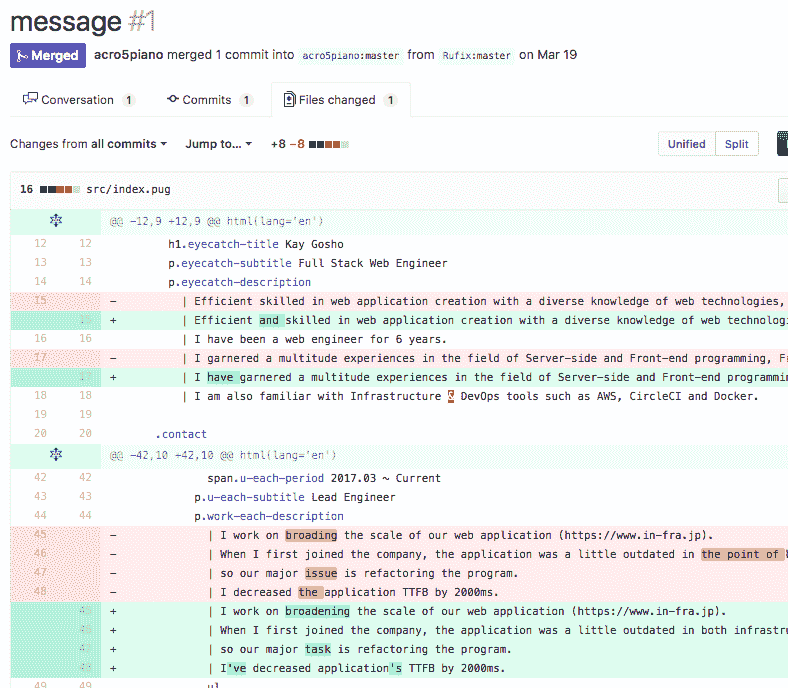 message #1
Merged acro5piano merged 1 commit into acro5piano:master from Rufix:master on Mar 19
Conversation 1 Commits 1 Files changed 1
Changes from all commits Jump to... +8 −8 Unified Split
16 src/index.pug
@@ -12,9 +12,9 @@ html(lang='en')
12 12 h1.eyecatch-title Kay Gosho
13 13 p.eyecatch-subtitle Full Stack Web Engineer
14 14 p.eyecatch-description
15 - | Efficient skilled in web application creation with a diverse knowledge of web technologies,
15 + | Efficient and skilled in web application creation with a diverse knowledge of web technologi
16 16 | I have been a web engineer for 6 years.
17 - | I garnered a multitude experiences in the field of Server-side and Front-end programming,
17 + | I have garnered a multitude experiences in the field of Server-side and Front-end programmi
18 18 | I am also familiar with Infrastructure & DevOps tools such as AWS, CircleCI and Docker.
19 19
20 20 .contact
@@ -42,10 +42,10 @@ html(lang='en')
42 42 span.u-each-period 2017.03 ~ Current
43 43 p.u-each-subtitle Lead Engineer
44 44 p.work-each-description
45 - | I work on broading the scale of our web application (https://www.in-fra.jp).
46 - | When I first joined the company, the application was a little outdated in the point of
47 - | so our major issue is refactoring the program.
48 - | I decreased the application TTFB by 2000ms.
45 + | I work on broadening the scale of our web application (https://www.in-fra.jp).
46 + | When I first joined the company, the application was a little outdated in both infrastr
47 + | so our major task is refactoring the program.
48 + | I've decreased application's TTFB by 2000ms.
49 49 ul